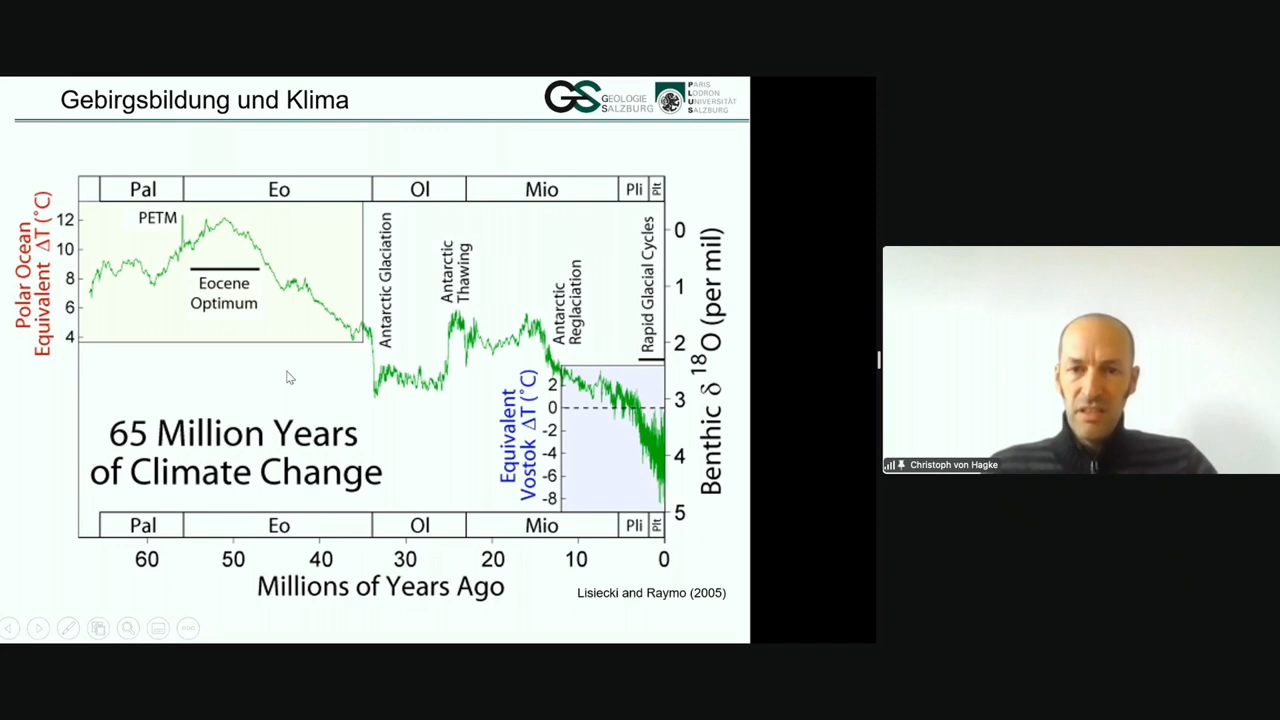 Gebirgsbildung und Klima
GS GEOLOGIE
SALZBURG
PARIS
LODRON
UNIVERSITÄT
SALZBURG
P
L
U
S
Pal Eo Ol Mio Pli Plt
Polar Ocean
Equivalent ΔT (°C)
12
10
8
6
4
PETM
Eocene
Optimum
Antarctic Glaciation
Antarctic
Thawing
Antarctic
Reglaciation
Rapid Glacial Cycles
0
1
2
3
4
5
Benthic δ 18O (per mil)
Equivalent
Vostok ΔT (°C)
2
0
-2
-4
-6
-8
65 Million Years
of Climate Change
Pal Eo Ol Mio Pli Plt
60 50 40 30 20 10 0
Millions of Years Ago
Lisiecki and Raymo (2005)
Christoph von Hagke